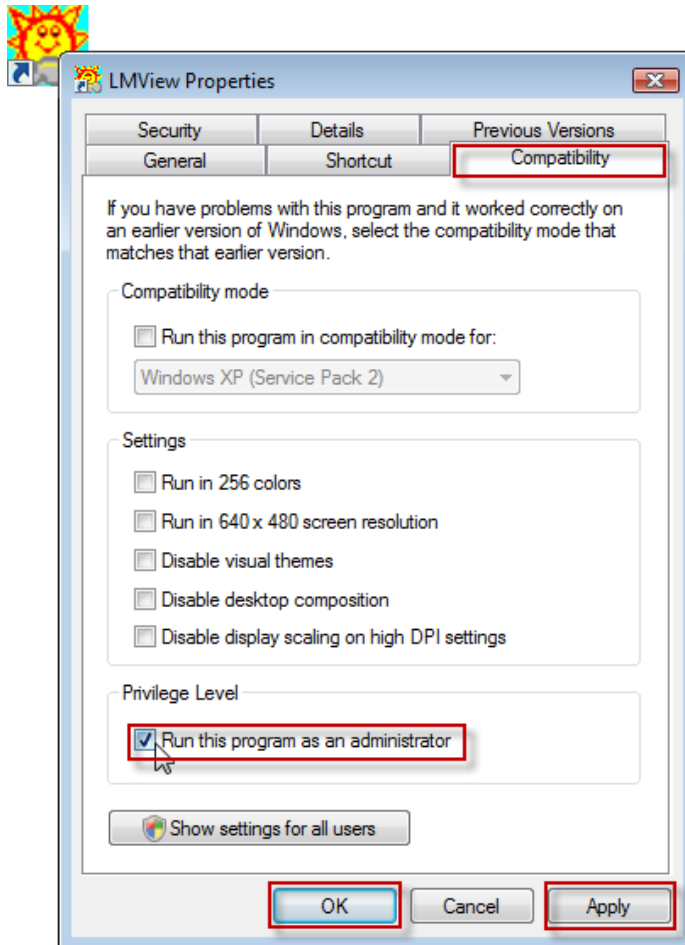 LMView Properties
Security Details Previous Versions
General Shortcut Compatibility
If you have problems with this program and it worked correctly on
an earlier version of Windows, select the compatibility mode that
matches that earlier version.
Compatibility mode
Run this program in compatibility mode for:
Windows XP (Service Pack 2)
Settings
Run in 256 colors
Run in 640 x 480 screen resolution
Disable visual themes
Disable desktop composition
Disable display scaling on high DPI settings
Privilege Level
Run this program as an administrator
Show settings for all users
OK Cancel Apply